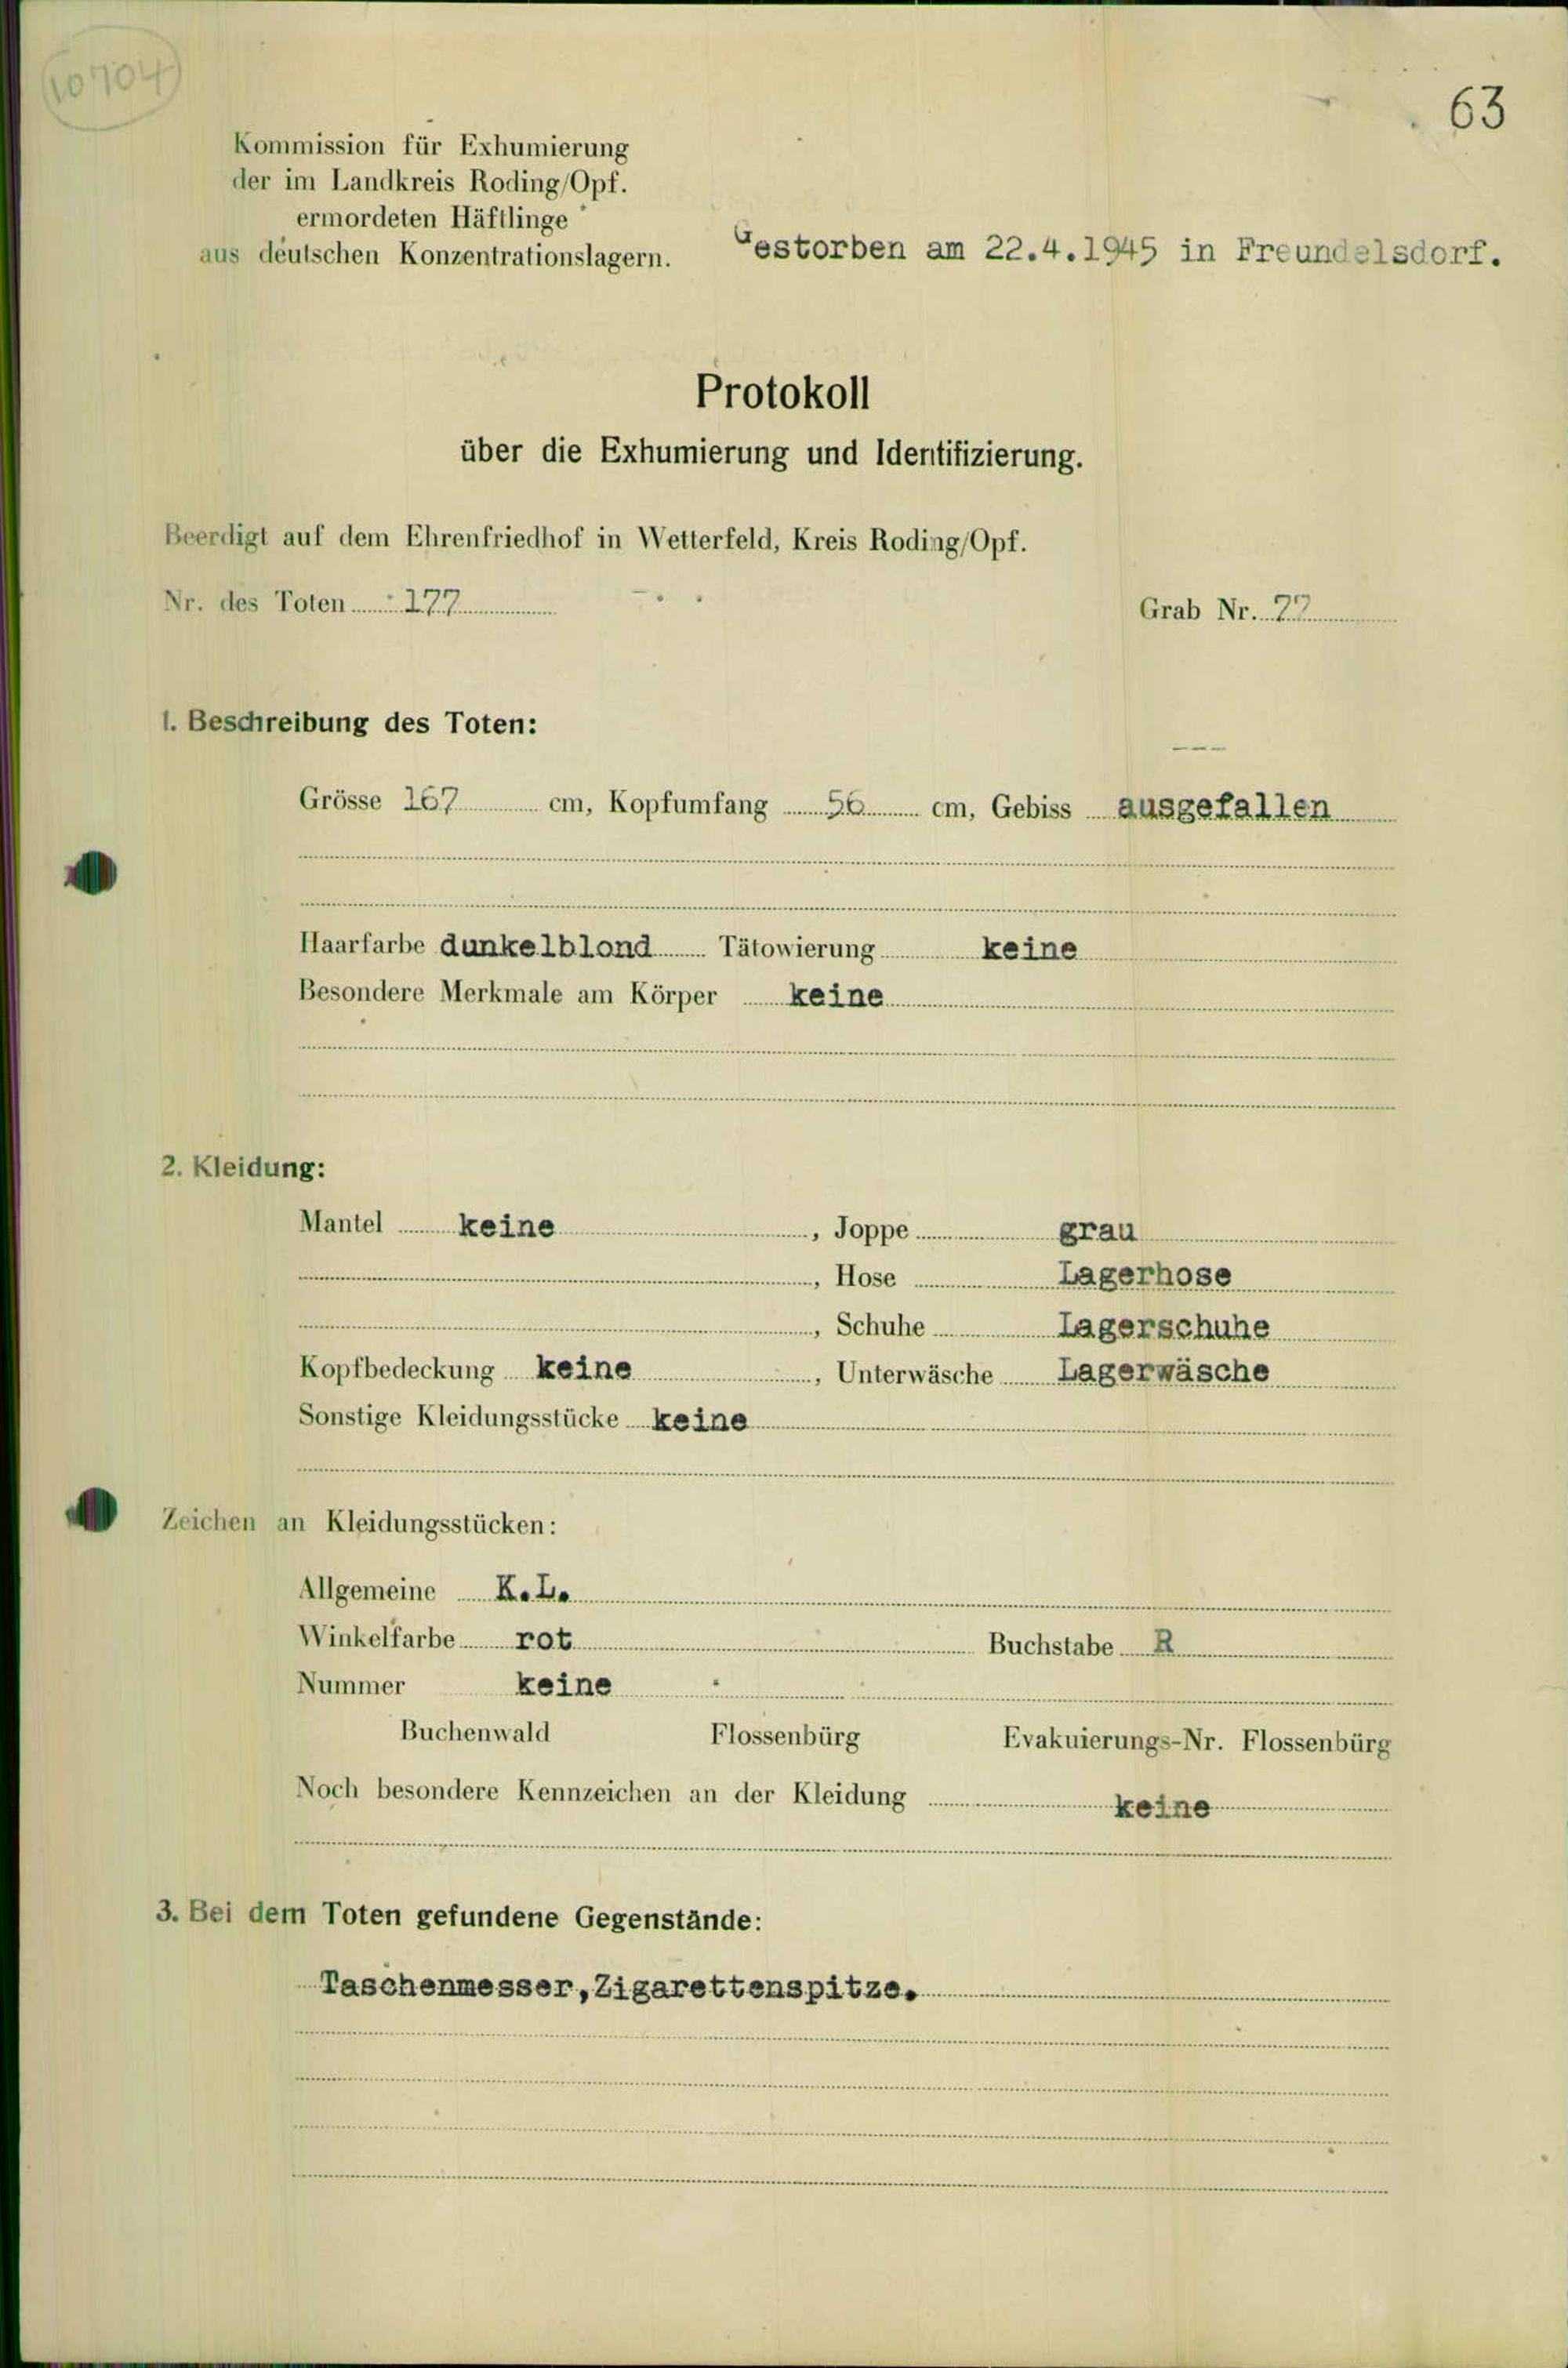 10704
63
Kommission für Exhumierung
der im Landkreis Roding/Opf.
ermordeten Häftlinge
aus deutschen Konzentrationslagern.
Gestorben am 22.4.1945 in Freundelsdorf.
Protokoll
über die Exhumierung und Identifizierung.
Beerdigt auf dem Ehrenfriedhof in Wetterfeld, Kreis Roding/Opf.
Nr. des Toten 177 Grab Nr. 77
1. Beschreibung des Toten:
Grösse 167 cm, Kopfumfang 56 cm, Gebiss ausgefallen
Haarfarbe dunkelblond Tätowierung keine
Besondere Merkmale am Körper keine
2. Kleidung:
Mantel keine, Joppe grau
, Hose Lagerhose
, Schuhe Lagerschuhe
Kopfbedeckung keine, Unterwäsche Lagerwäsche
Sonstige Kleidungsstücke keine
Zeichen an Kleidungsstücken:
Allgemeine K.L.
Winkelfarbe rot Buchstabe R
Nummer keine
Buchenwald Flossenbürg Evakuierungs-Nr. Flossenbürg
Noch besondere Kennzeichen an der Kleidung keine
3. Bei dem Toten gefundene Gegenstände:
Taschenmesser,Zigarettenspitze.